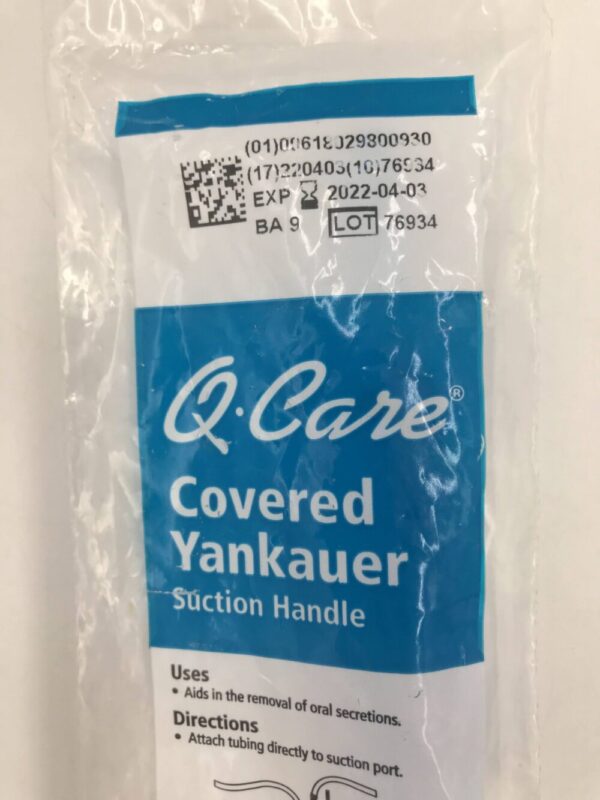 (01)00618029800930
(17)220403(10)76934
EXP 2022-04-03
BA 9 LOT 76934
Q·Care®
Covered
Yankauer
Suction Handle
Uses
• Aids in the removal of oral secretions.
Directions
• Attach tubing directly to suction port.